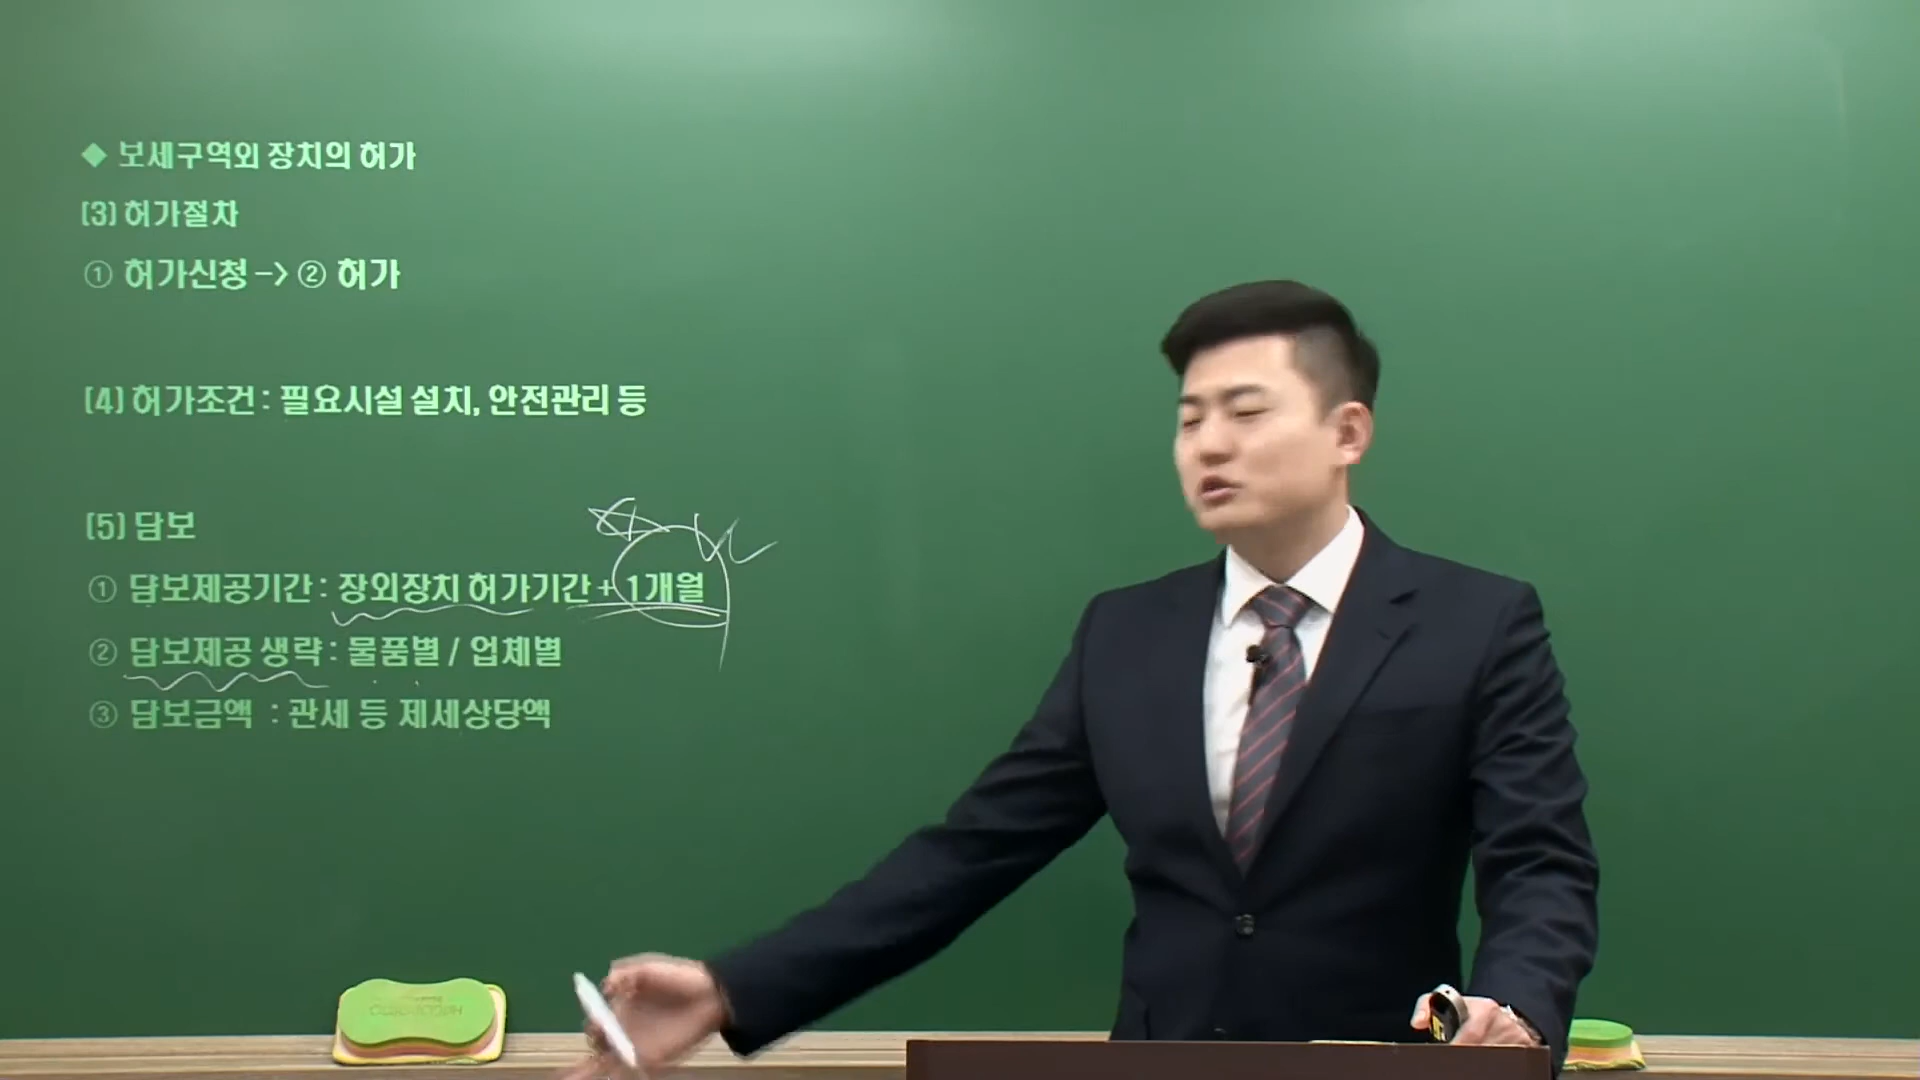 ◆ 보세구역외 장치의 허가
(3) 허가절차
① 허가신청 -> ② 허가
(4) 허가조건 : 필요시설 설치, 안전관리 등
(5) 담보
① 담보제공기간 : 장외장치 허가기간 + 1개월
② 담보제공 생략 : 물품별 / 업체별
③ 담보금액 : 관세 등 제세상당액